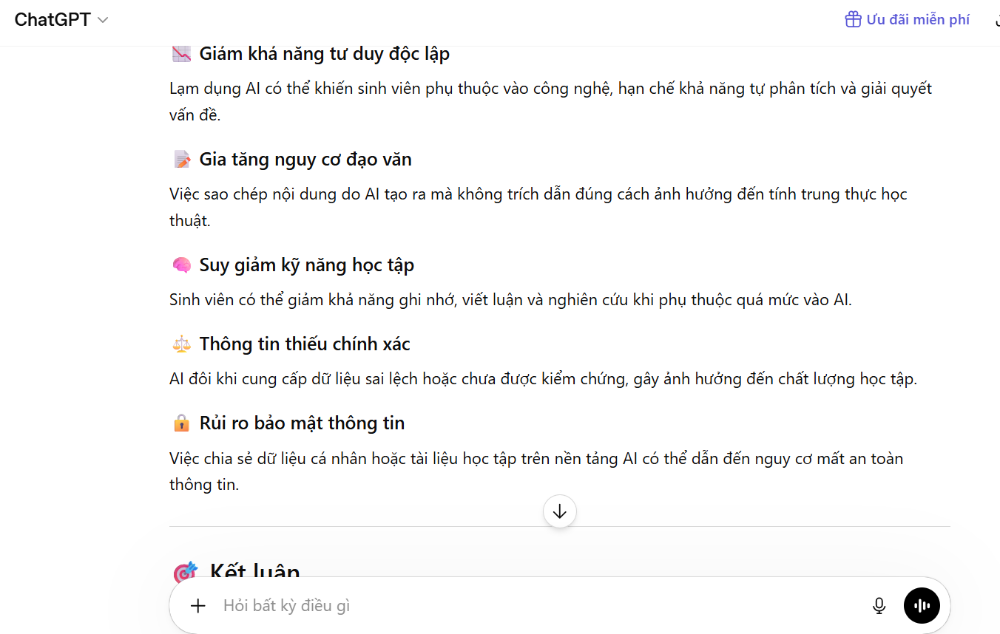 ChatGPT
Ưu đãi miễn phí
Giảm khả năng tư duy độc lập
Lạm dụng AI có thể khiến sinh viên phụ thuộc vào công nghệ, hạn chế khả năng tự phân tích và giải quyết
vấn đề.
Gia tăng nguy cơ đạo văn
Việc sao chép nội dung do AI tạo ra mà không trích dẫn đúng cách ảnh hưởng đến tính trung thực học
thuật.
Suy giảm kỹ năng học tập
Sinh viên có thể giảm khả năng ghi nhớ, viết luận và nghiên cứu khi phụ thuộc quá mức vào AI.
Thông tin thiếu chính xác
AI đôi khi cung cấp dữ liệu sai lệch hoặc chưa được kiểm chứng, gây ảnh hưởng đến chất lượng học tập.
Rủi ro bảo mật thông tin
Việc chia sẻ dữ liệu cá nhân hoặc tài liệu học tập trên nền tảng AI có thể dẫn đến nguy cơ mất an toàn
thông tin.
Kết luận
Hỏi bất kỳ điều gì